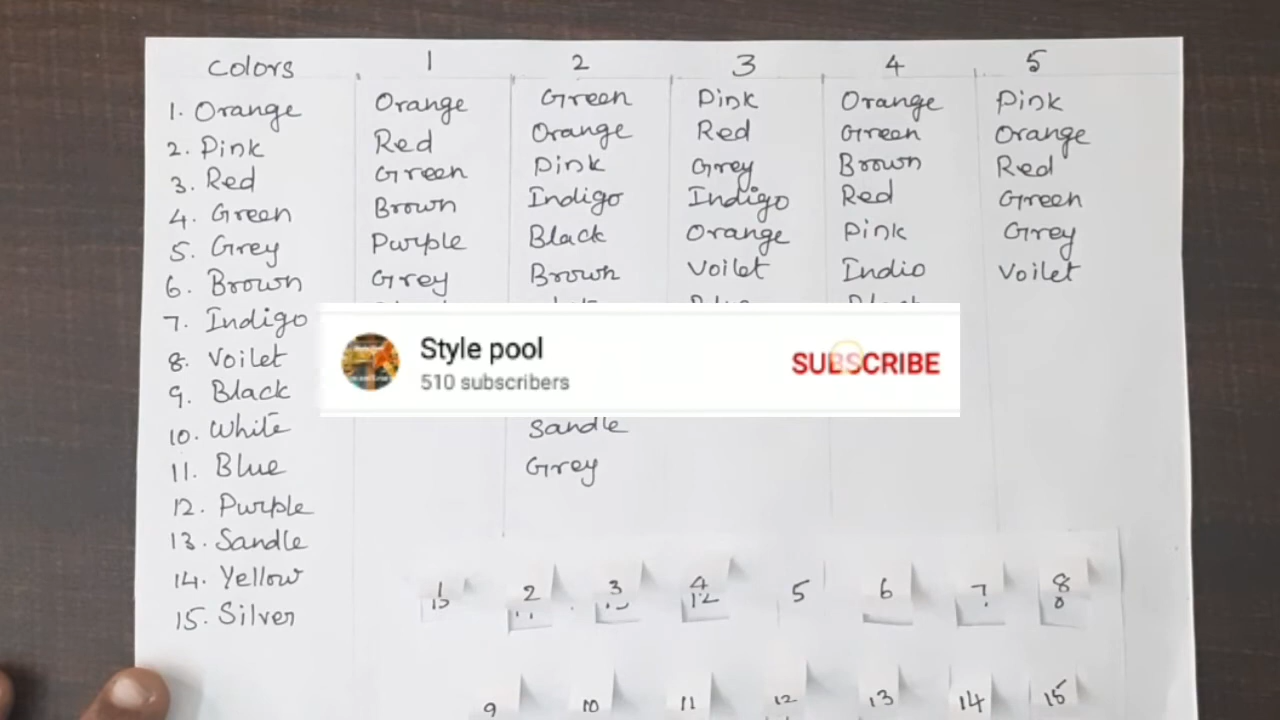 Colors 1 2 3 4 5
1. Orange Orange Green Pink Orange Pink
2. Pink Red Orange Red Green Orange
3. Red Green Pink Grey Brown Red
4. Green Brown Indigo Indigo Red Green
5. Grey Purple Black Orange Pink Grey
6. Brown Grey Brown Voilet Indio Voilet
7. Indigo
Style pool
510 subscribers
SUBSCRIBE
8. Voilet
9. Black
10. White Sandle
11. Blue Grey
12. Purple
13. Sandle
14. Yellow
15. Silver
1 2 3 4 5 6 7 8
12
9 10 11 12 13 14 15